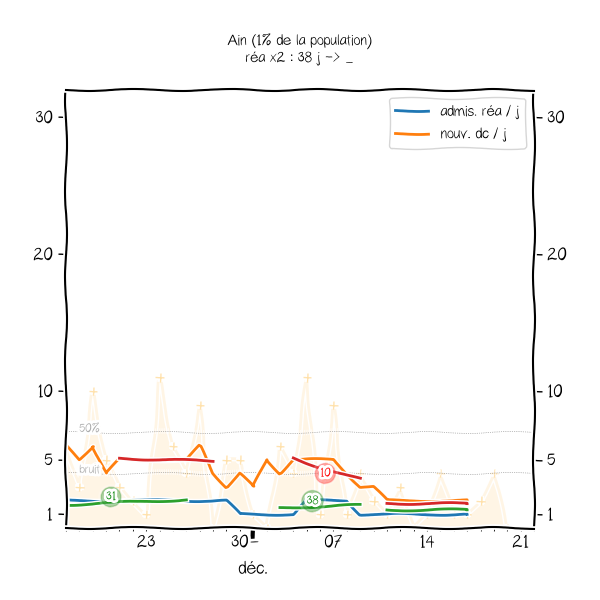 Ain (1% de la population)
réa x2 : 38 j -> _
admis. réa / j
nouv. dc / j
30 30
20 20
10 10
50%
5 5
bruit
10
31 38
1 1
23 30 07 14 21
déc.